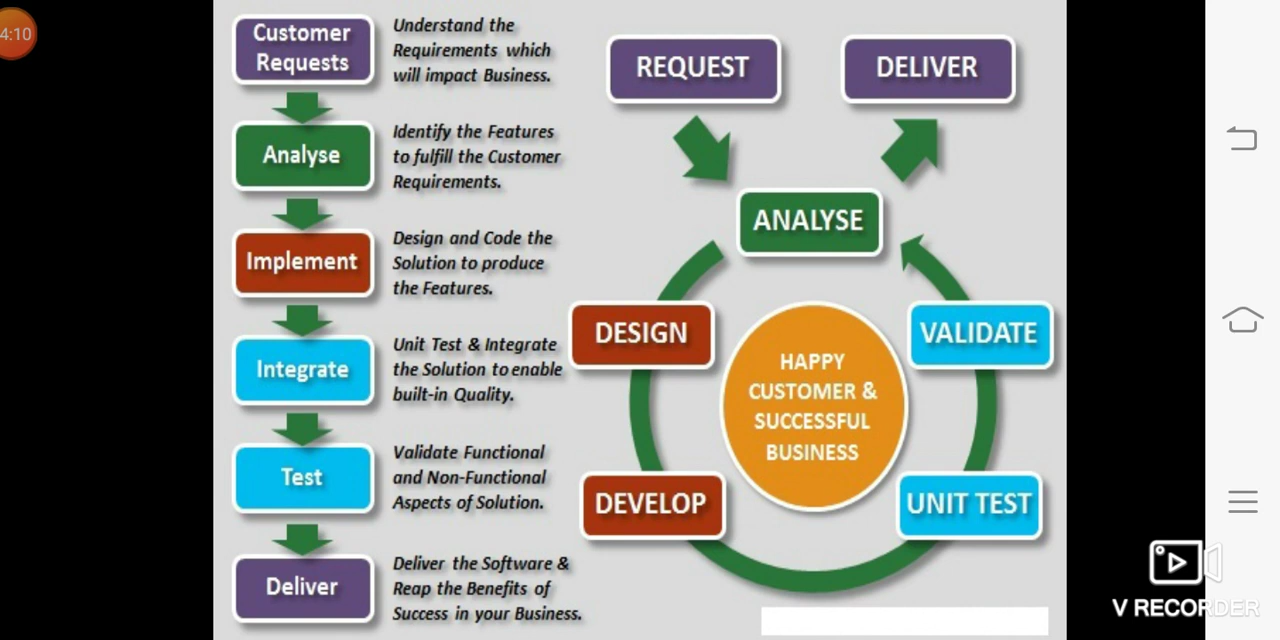 4:10
Customer
Requests
Understand the
Requirements which
will impact Business.
Analyse
Identify the Features
to fulfill the Customer
Requirements.
Implement
Design and Code the
Solution to produce
the Features.
Integrate
Unit Test & Integrate
the Solution to enable
built-in Quality.
Test
Validate Functional
and Non-Functional
Aspects of Solution.
Deliver
Deliver the Software &
Reap the Benefits of
Success in your Business.
REQUEST
DELIVER
ANALYSE
DESIGN
VALIDATE
HAPPY
CUSTOMER &
SUCCESSFUL
BUSINESS
DEVELOP
UNIT TEST
V RECORDER